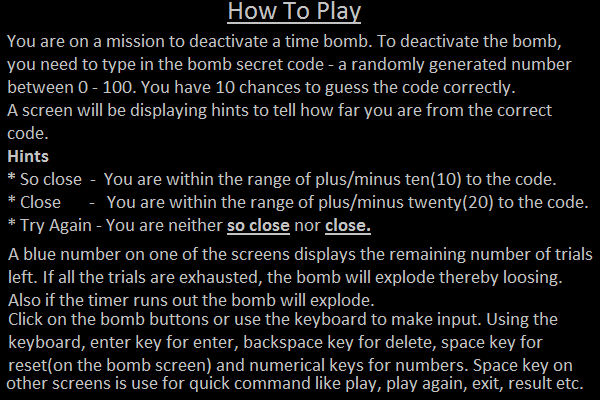 How To Play
You are on a mission to deactivate a time bomb. To deactivate the bomb,
you need to type in the bomb secret code - a randomly generated number
between 0 - 100. You have 10 chances to guess the code correctly.
A screen will be displaying hints to tell how far you are from the correct
code.
Hints
* So close - You are within the range of plus/minus ten(10) to the code.
* Close - You are within the range of plus/minus twenty(20) to the code.
* Try Again - You are neither so close nor close.
A blue number on one of the screens displays the remaining number of trials
left. If all the trials are exhausted, the bomb will explode thereby loosing.
Also if the timer runs out the bomb will explode.
Click on the bomb buttons or use the keyboard to make input. Using the
keyboard, enter key for enter, backspace key for delete, space key for
reset(on the bomb screen) and numerical keys for numbers. Space key on
other screens is use for quick command like play, play again, exit, result etc.